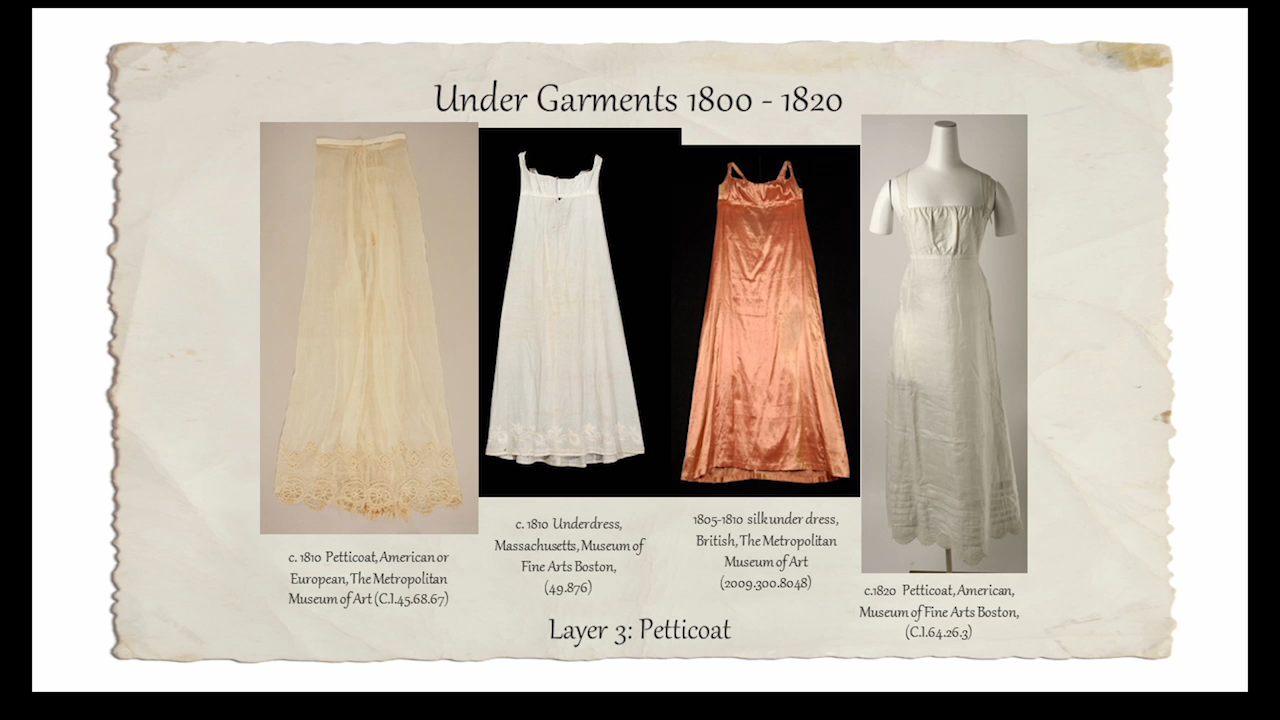 Under Garments 1800 - 1820
c. 1810 Petticoat, American or
European, The Metropolitan
Museum of Art (C.I.45.68.67)
c. 1810 Underdress,
Massachusetts, Museum of
Fine Arts Boston,
(49.876)
1805-1810 silk under dress,
British, The Metropolitan
Museum of Art
(2009.300.8048)
c.1820 Petticoat, American,
Museum of Fine Arts Boston,
(C.I.64.26.3)
Layer 3: Petticoat